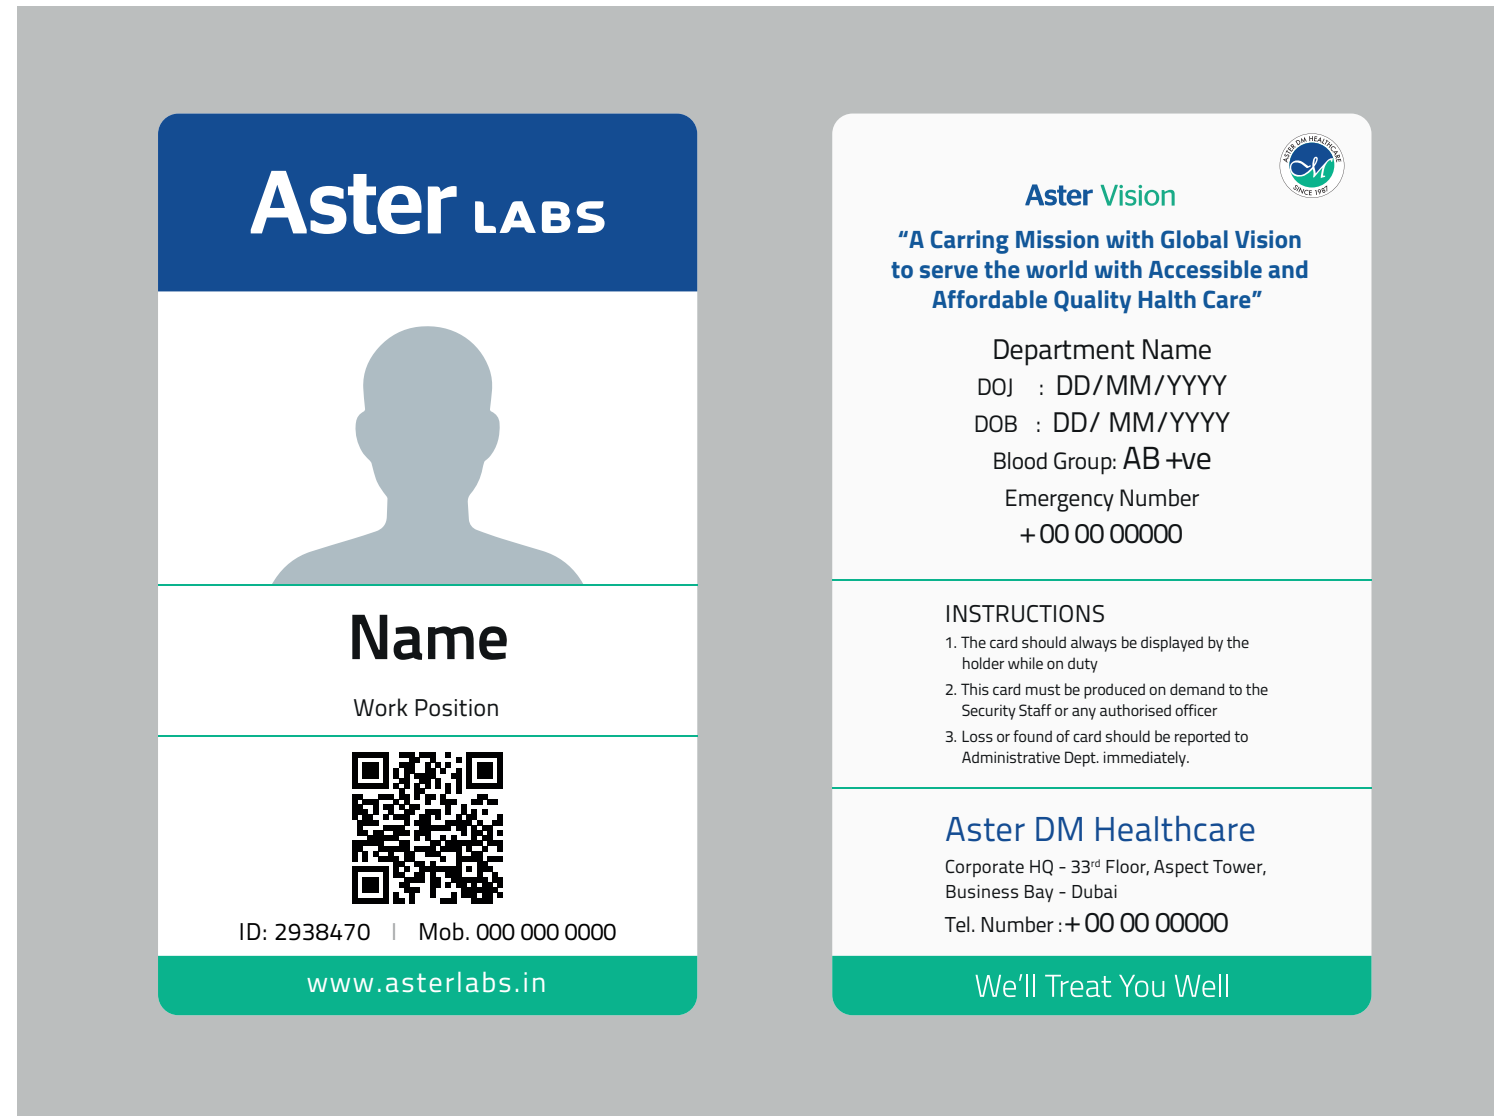 Aster LABS
Name
Work Position
ID: 2938470 | Mob. 000 000 0000
www.asterlabs.in
ASTER DM HEALTHCARE
SINCE 1987
Aster Vision
“A Carring Mission with Global Vision
to serve the world with Accessible and
Affordable Quality Halth Care”
Department Name
DOJ : DD/MM/YYYY
DOB : DD/ MM/YYYY
Blood Group: AB +ve
Emergency Number
+ 00 00 00000
INSTRUCTIONS
1. The card should always be displayed by the
holder while on duty
2. This card must be produced on demand to the
Security Staff or any authorised officer
3. Loss or found of card should be reported to
Administrative Dept. immediately.
Aster DM Healthcare
Corporate HQ - 33rd Floor, Aspect Tower,
Business Bay - Dubai
Tel. Number : + 00 00 00000
We’ll Treat You Well